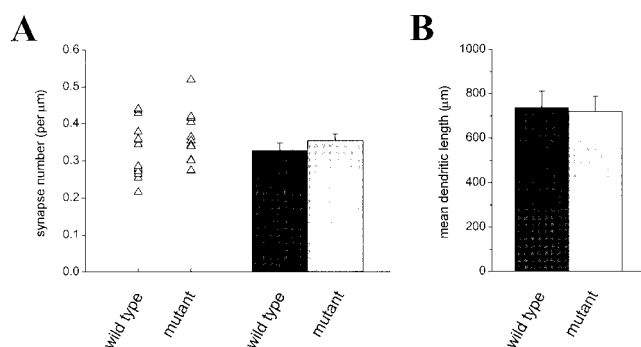 A
B
synapse number (per µm)
0.6
0.5
0.4
0.3
0.2
0.1
0.0
wild type
mutant
wild type
mutant
mean dendritic length (µm)
1000
800
600
400
200
0
wild type
mutant